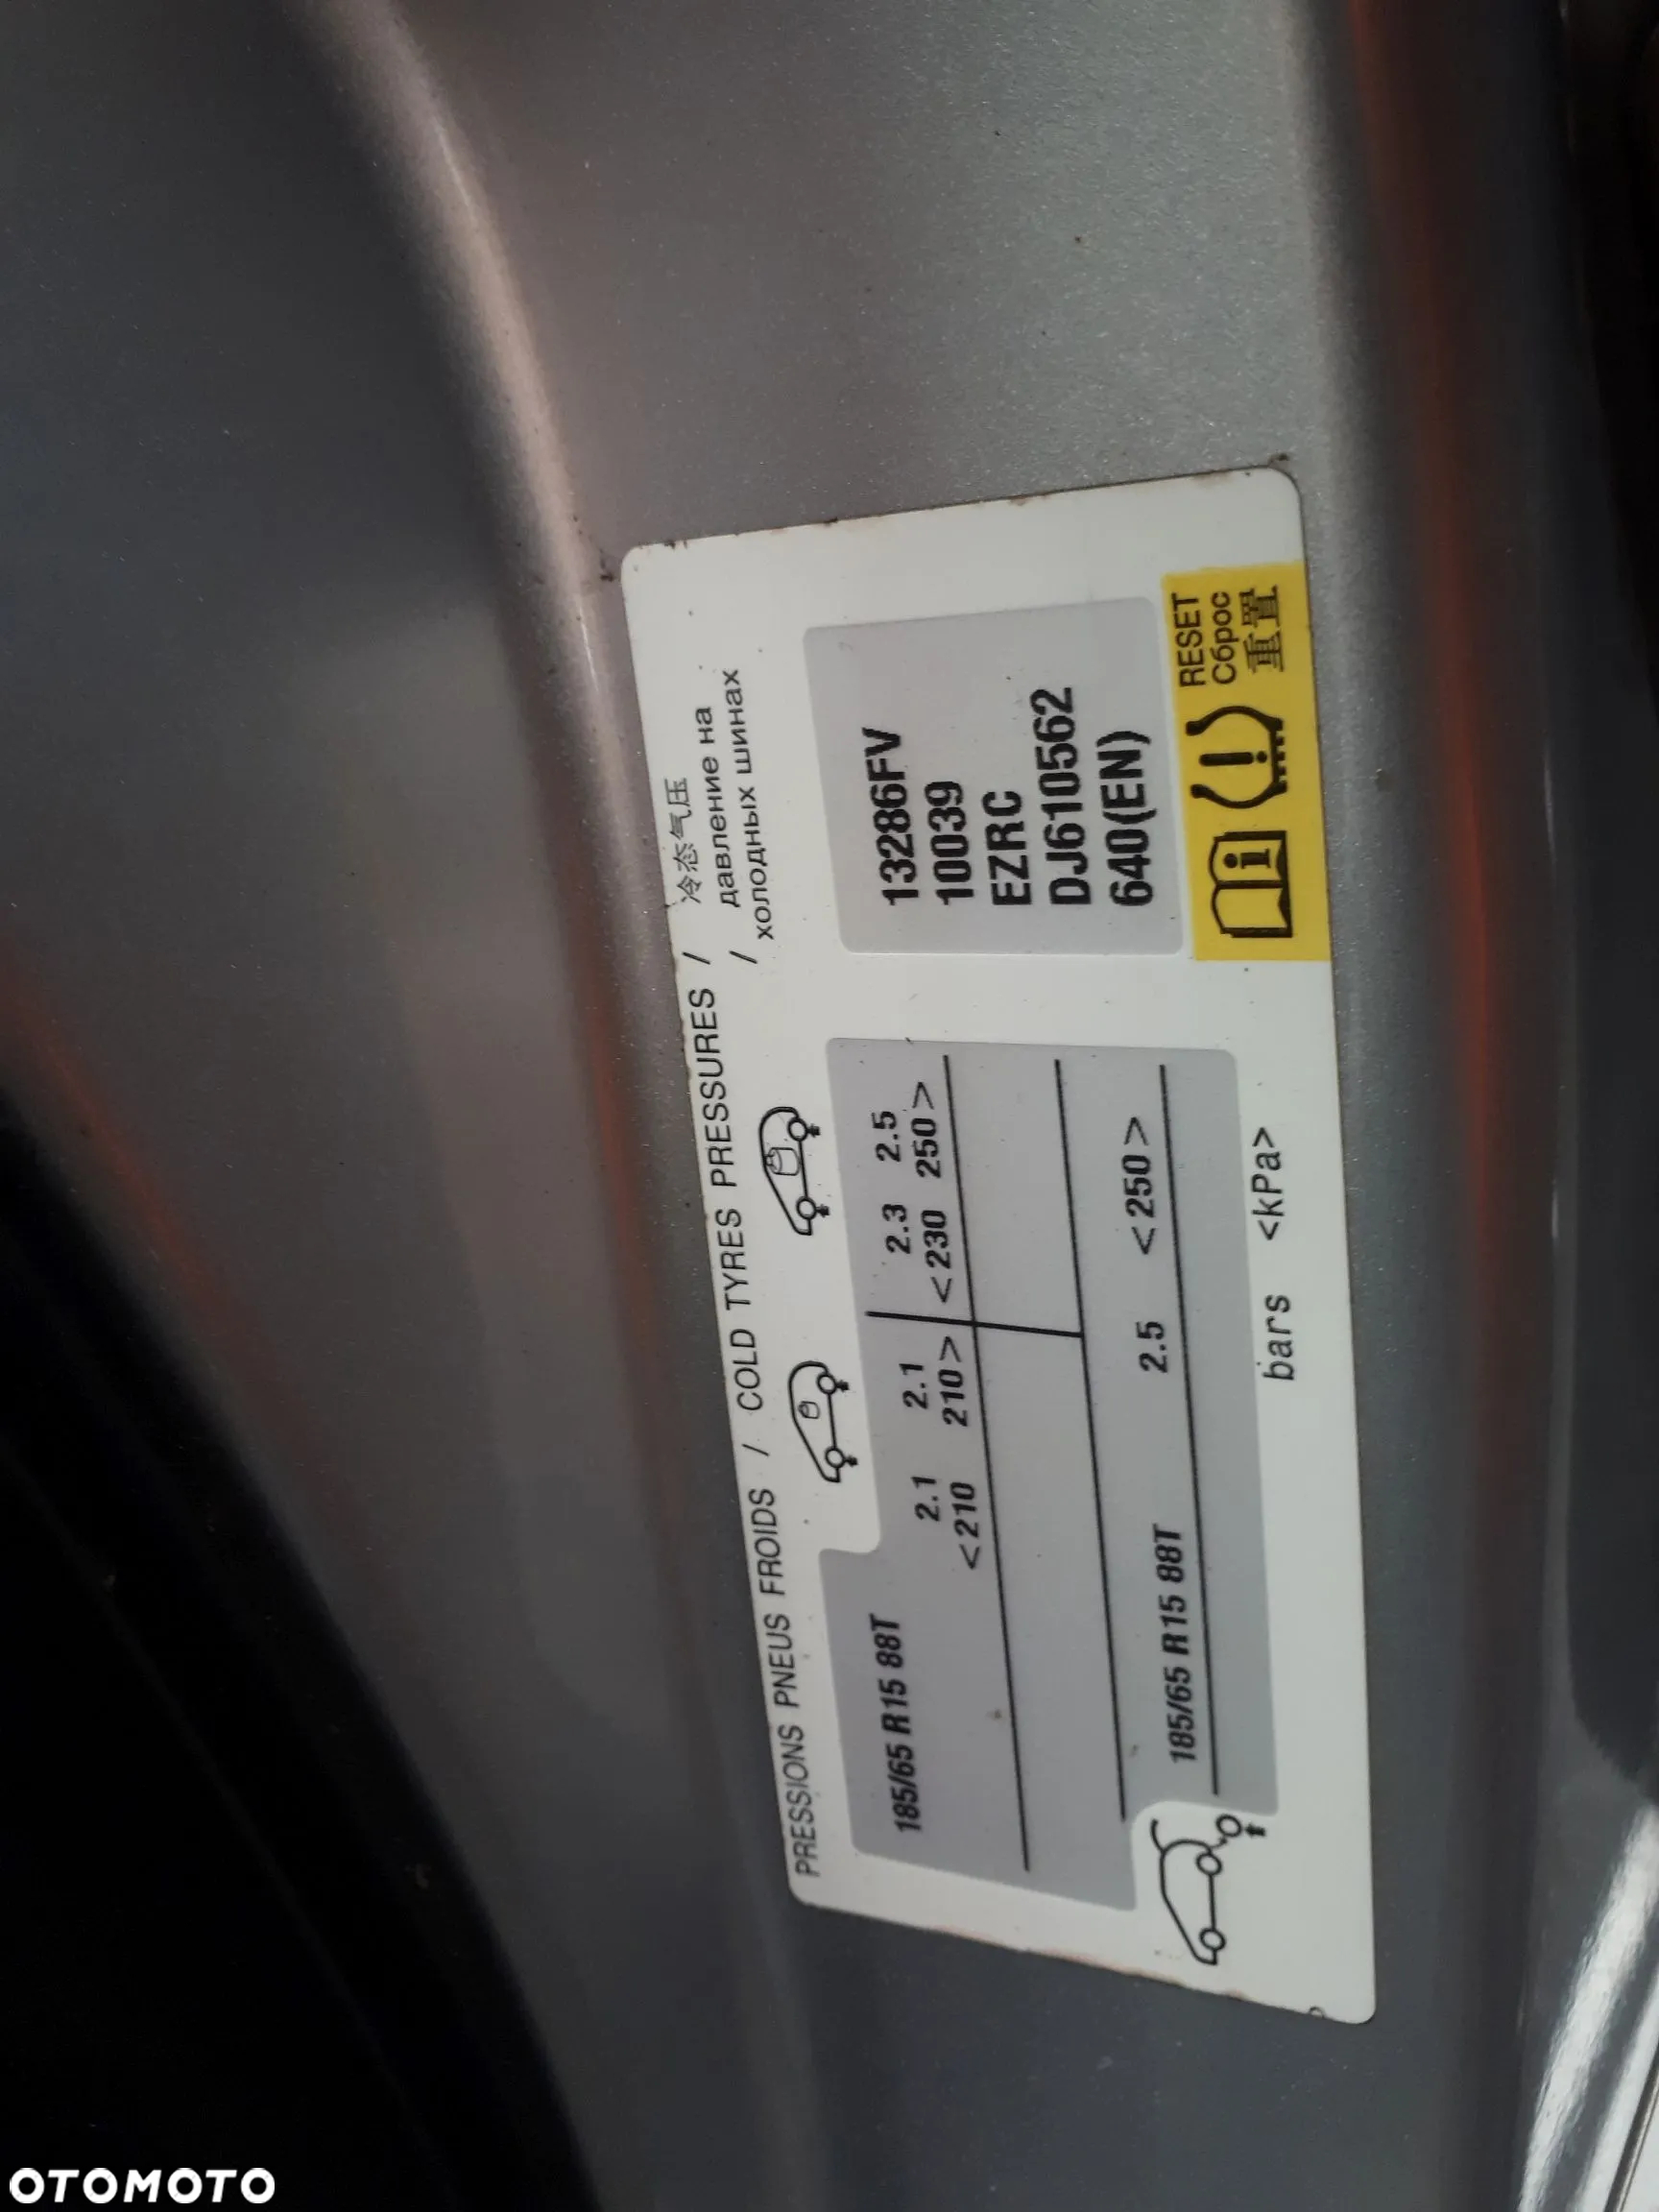 PRESSIONS PNEUS FROIDS / COLD TYRES PRESSURES / 冷态气压
/ давление на
холодных шинах
185/65 R15 88T
2.1 2.1 2.3 2.5
<210 210> <230 250>
185/65 R15 88T 2.5 <250>
bars <kPa>
13286FV
10039
EZRC
DJ610562
640(EN)
RESET
Сброс
重置
OTOMOTO